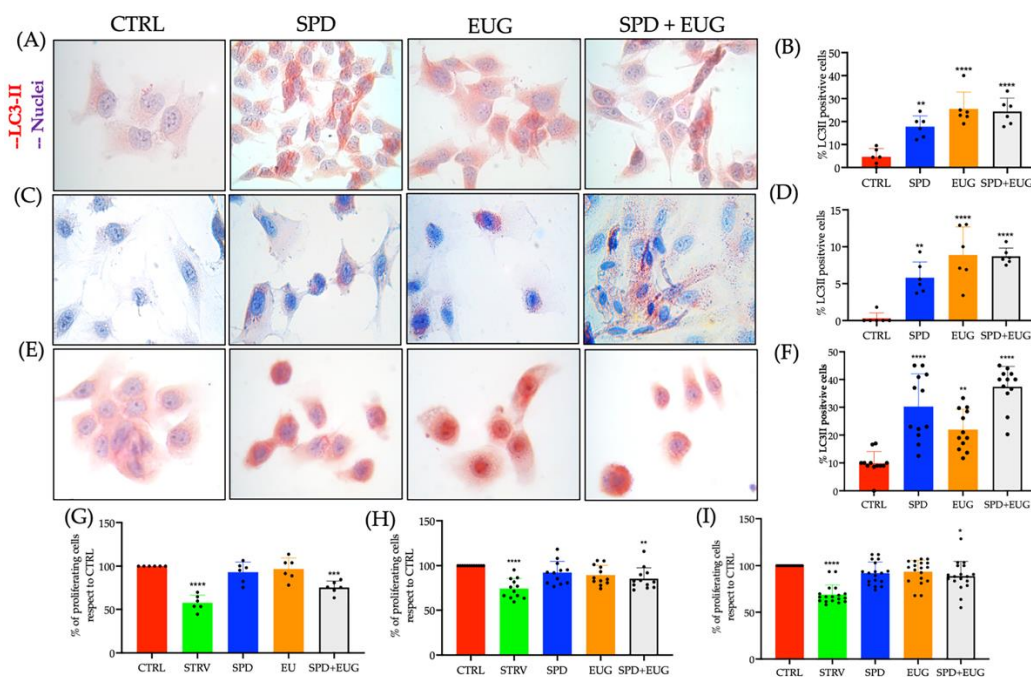 CTRL SPD EUG SPD + EUG
(A)
--LC3-II
-- Nuclei
(B)
% LC3II positivive cells
50
40
30
20
10
0
** **** ****
CTRL SPD EUG SPD+EUG
(C)
(D)
% LC3II positivive cells
15
10
5
0
** **** ****
CTRL SPD EUG SPD+EUG
(E)
(F)
% LC3II positivive cells
50
40
30
20
10
0
**** ** ****
CTRL SPD EUG SPD+EUG
(G)
% of proliferating cells
respect to CTRL
150
100
50
0
**** ***
CTRL STRV SPD EU SPD+EUG
(H)
% of proliferating cells
respect to CTRL
150
100
50
0
**** **
CTRL STRV SPD EUG SPD+EUG
(I)
% of proliferating cells
respect to CTRL
150
100
50
0
**** *
CTRL STRV SPD EUG SPD+EUG